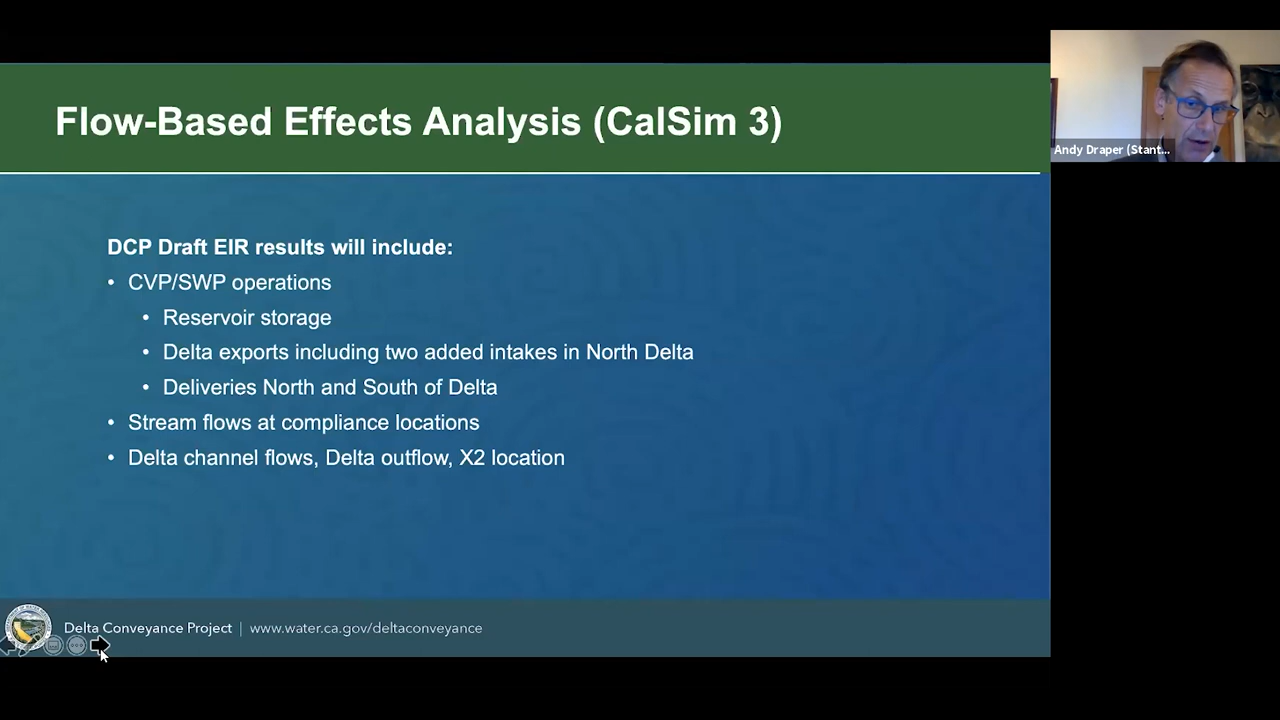 Flow-Based Effects Analysis (CalSim 3)
Andy Draper (Stant...
DCP Draft EIR results will include:
• CVP/SWP operations
• Reservoir storage
• Delta exports including two added intakes in North Delta
• Deliveries North and South of Delta
• Stream flows at compliance locations
• Delta channel flows, Delta outflow, X2 location
Delta Conveyance Project | www.water.ca.gov/deltaconveyance